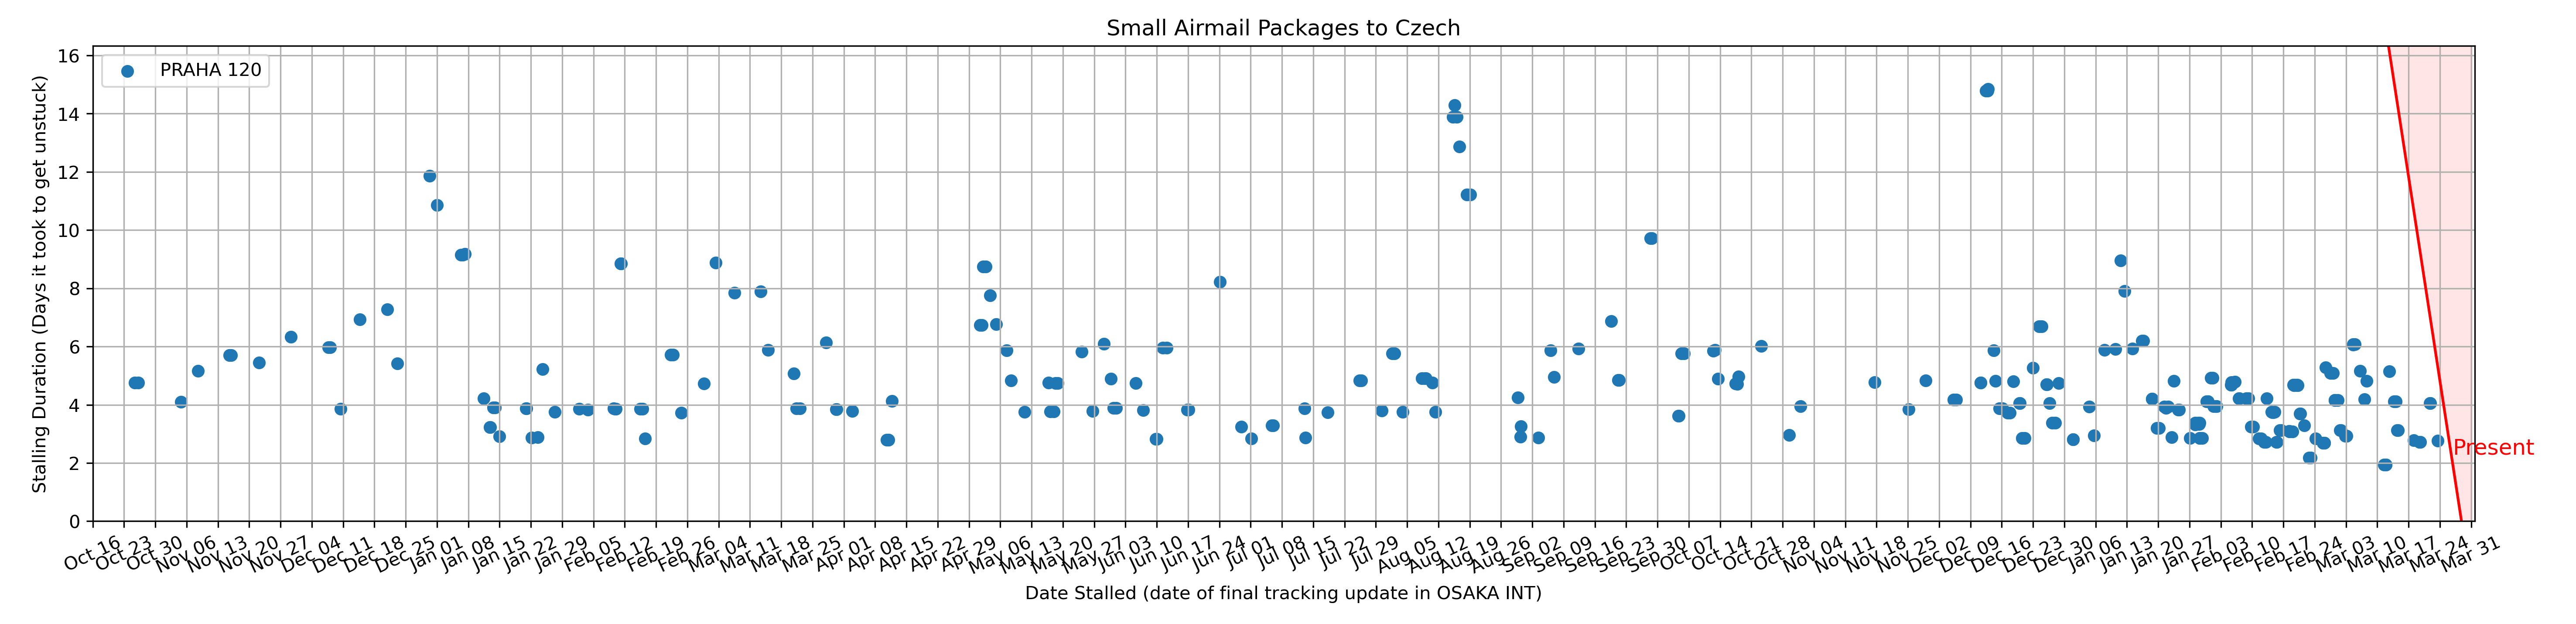 Small Airmail Packages to Czech
PRAHA 120
Stalling Duration (Days it took to get unstuck)
16
14
12
10
8
6
4
2
0
Present
Oct 16
Oct 23
Oct 30
Nov 06
Nov 13
Nov 20
Nov 27
Dec 04
Dec 11
Dec 18
Dec 25
Jan 01
Jan 08
Jan 15
Jan 22
Jan 29
Feb 05
Feb 12
Feb 19
Feb 26
Mar 04
Mar 11
Mar 18
Mar 25
Apr 01
Apr 08
Apr 15
Apr 22
Apr 29
May 06
May 13
May 20
May 27
Jun 03
Jun 10
Jun 17
Jun 24
Jul 01
Jul 08
Jul 15
Jul 22
Jul 29
Aug 05
Aug 12
Aug 19
Aug 26
Sep 02
Sep 09
Sep 16
Sep 23
Sep 30
Oct 07
Oct 14
Oct 21
Oct 28
Nov 04
Nov 11
Nov 18
Nov 25
Dec 02
Dec 09
Dec 16
Dec 23
Dec 30
Jan 06
Jan 13
Jan 20
Jan 27
Feb 03
Feb 10
Feb 17
Feb 24
Mar 03
Mar 10
Mar 17
Mar 24
Mar 31
Date Stalled (date of final tracking update in OSAKA INT)